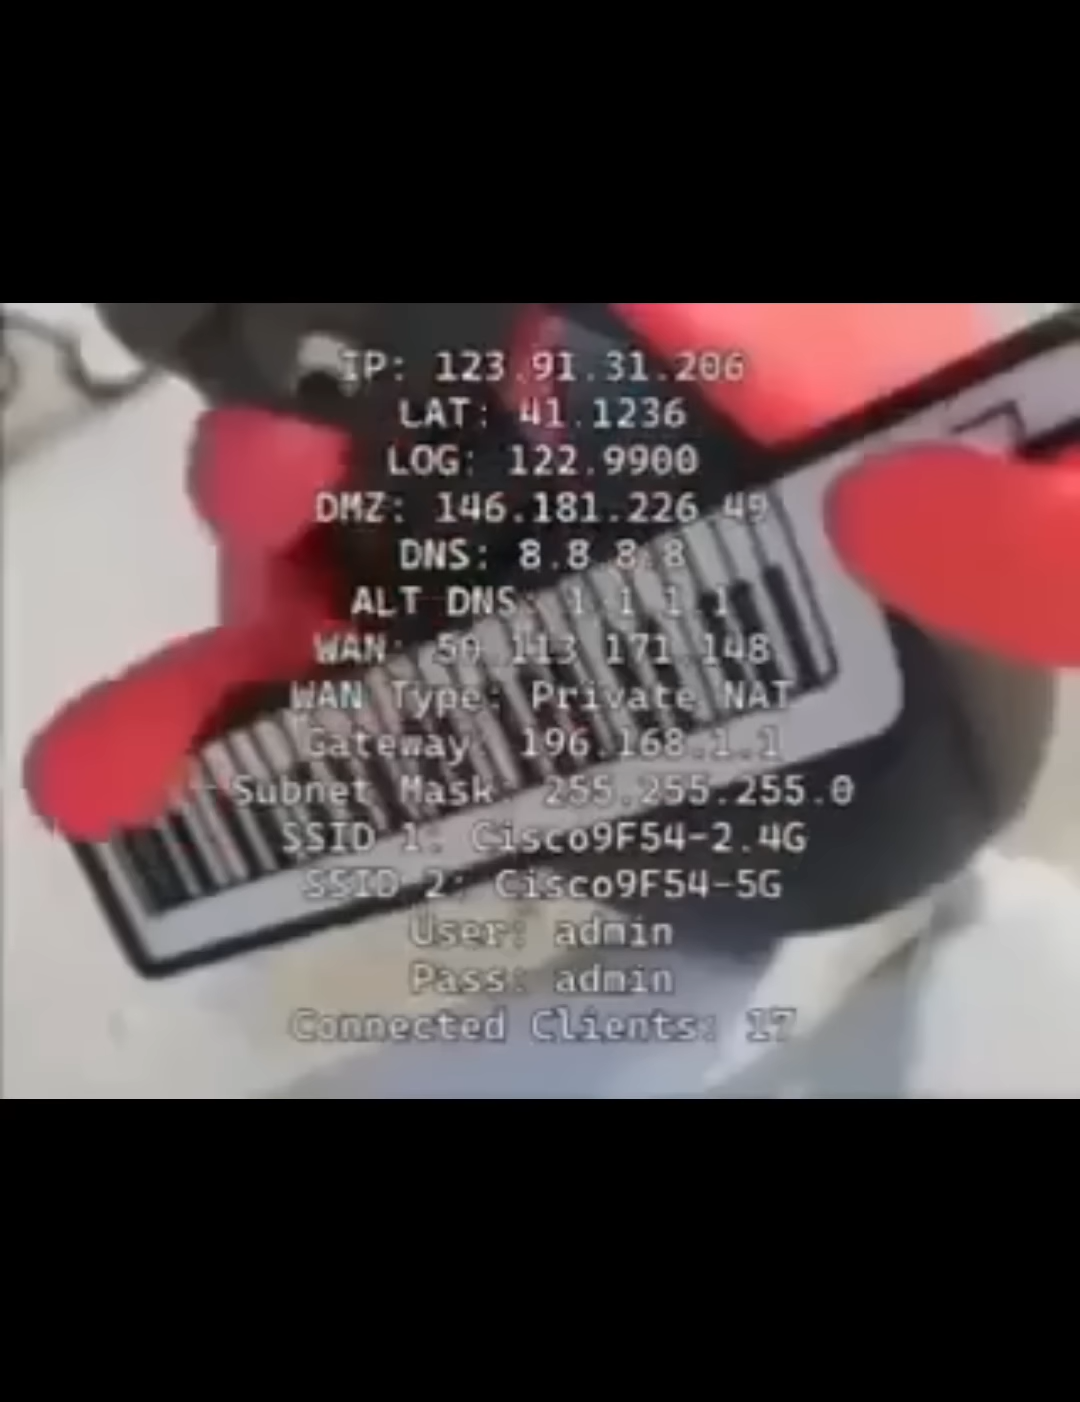 IP: 123.91.31.206
LAT: 41.1236
LOG: 122.9900
DMZ: 146.181.226.49
DNS: 8.8.8.8
ALT DNS: 1.1.1.1
WAN: 50.113.171.148
WAN Type: Private NAT
Gateway: 196.168.1.1
Subnet Mask: 255.255.255.0
SSID 1: Cisco9F54-2.4G
SSID 2: Cisco9F54-5G
User: admin
Pass: admin
Connected Clients: 17